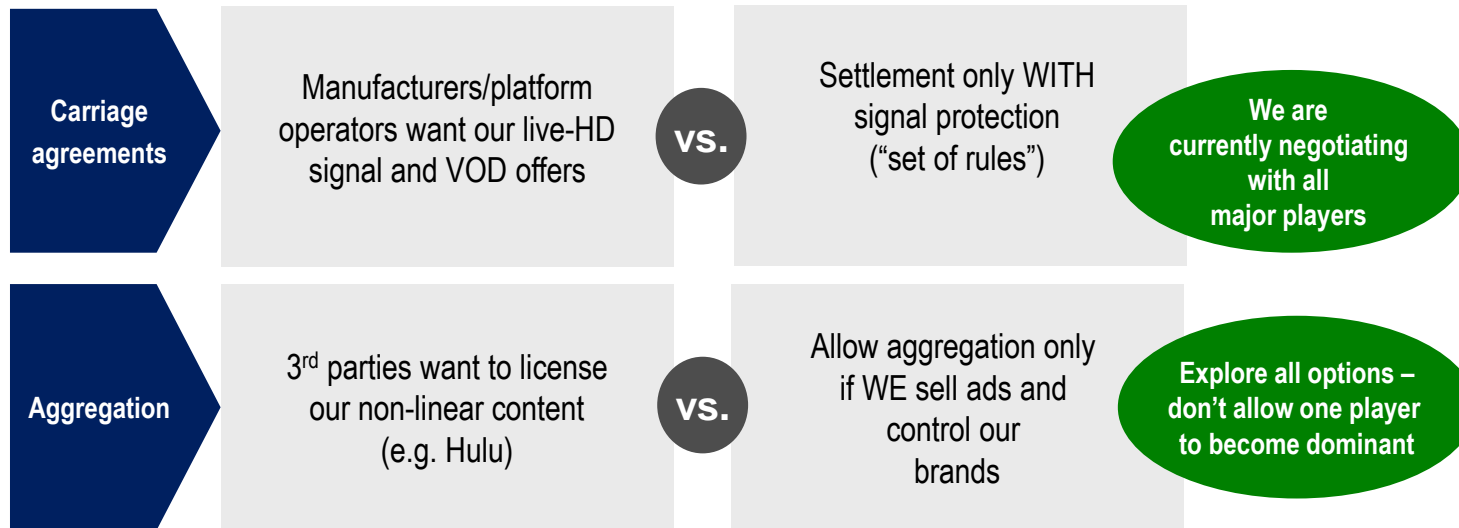 Carriage
agreements
Manufacturers/platform
operators want our live-HD
signal and VOD offers
vs.
Settlement only WITH
signal protection
(“set of rules”)
We are
currently negotiating
with all
major players
Aggregation
3rd parties want to license
our non-linear content
(e.g. Hulu)
vs.
Allow aggregation only
if WE sell ads and
control our
brands
Explore all options –
don’t allow one player
to become dominant